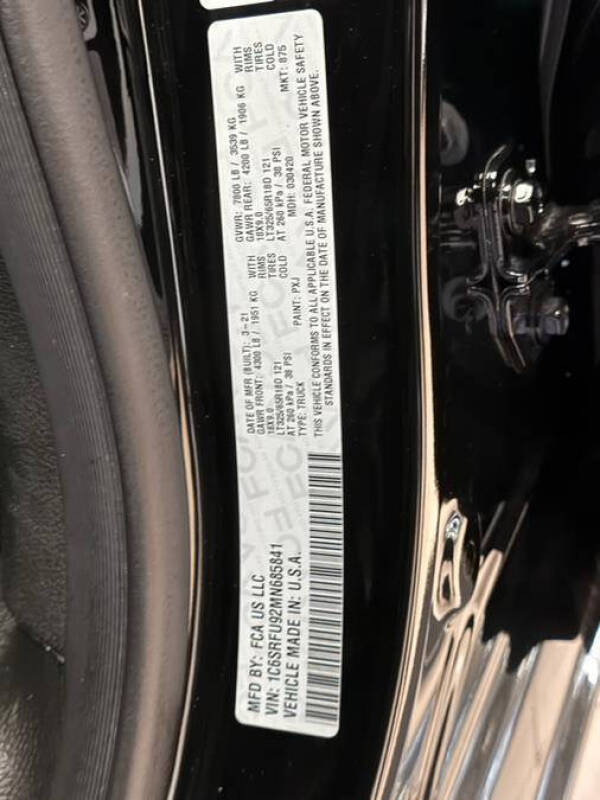 MFD BY: FCA US LLC
VIN: 1C6SRFU92MN685841
VEHICLE MADE IN: U.S.A.
DATE OF MFR (BUILT): 3-21 GVWR: 7800 LB / 3539 KG
GAWR FRONT: 4300 LB / 1951 KG WITH GAWR REAR: 4200 LB / 1906 KG WITH
18X9.0 RIMS 18X9.0 RIMS
LT325/65R18D 121 TIRES LT325/65R18D 121 TIRES
AT 260 kPa / 38 PSI COLD AT 260 kPa / 38 PSI COLD
TYPE: TRUCK PAINT: PXJ MDH: 030420 MKT: 875
THIS VEHICLE CONFORMS TO ALL APPLICABLE U.S.A. FEDERAL MOTOR VEHICLE SAFETY
STANDARDS IN EFFECT ON THE DATE OF MANUFACTURE SHOWN ABOVE.